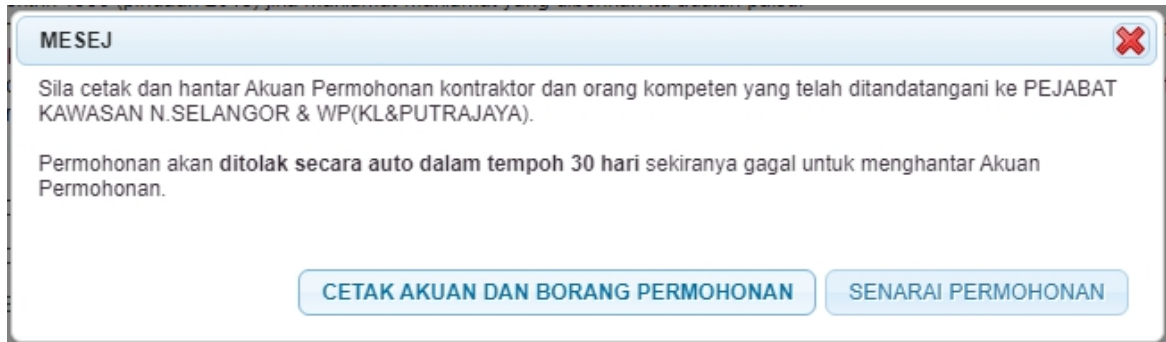 MESEJ
Sila cetak dan hantar Akuan Permohonan kontraktor dan orang kompeten yang telah ditandatangani ke PEJABAT
KAWASAN N.SELANGOR & WP(KL&PUTRAJAYA).
Permohonan akan ditolak secara auto dalam tempoh 30 hari sekiranya gagal untuk menghantar Akuan
Permohonan.
CETAK AKUAN DAN BORANG PERMOHONAN
SENARAI PERMOHONAN